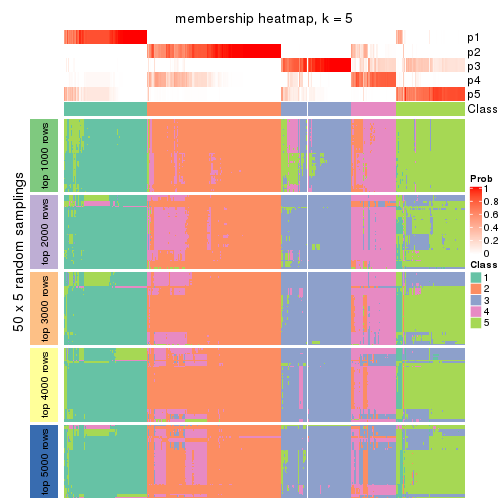 membership heatmap, k = 5
p1
p2
p3
p4
p5
Class
50 x 5 random samplings
top 1000 rows
top 2000 rows
top 3000 rows
top 4000 rows
top 5000 rows
Prob
1
0.8
0.6
0.4
0.2
0
Class
1
2
3
4
5